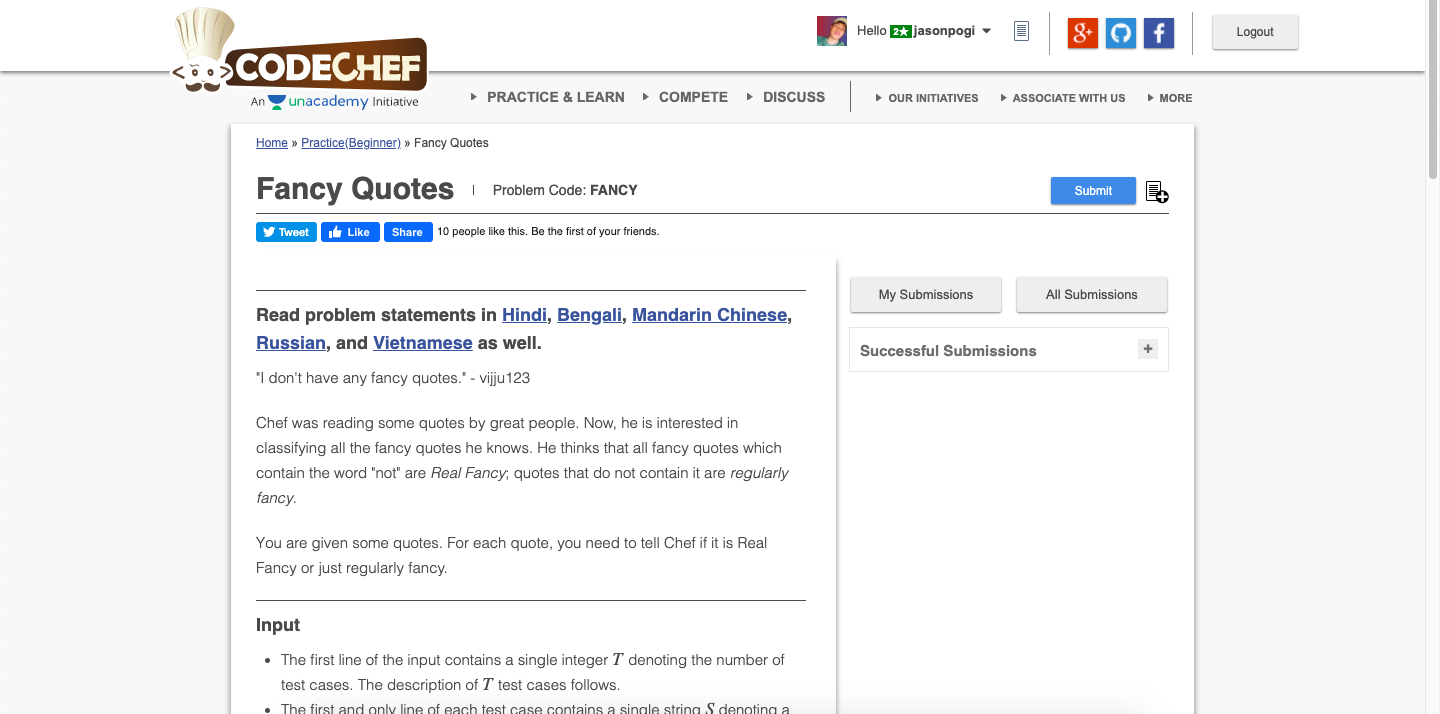 Hello 2★ jasonpogi
g+
f
Logout
CODECHEF
An unacademy Initiative
PRACTICE & LEARN
COMPETE
DISCUSS
OUR INITIATIVES
ASSOCIATE WITH US
MORE
Home » Practice(Beginner) » Fancy Quotes
Fancy Quotes
Problem Code: FANCY
Submit
Tweet
Like
Share
10 people like this. Be the first of your friends.
My Submissions
All Submissions
Successful Submissions
+
Read problem statements in Hindi, Bengali, Mandarin Chinese,
Russian, and Vietnamese as well.
"I don't have any fancy quotes." - vijju123
Chef was reading some quotes by great people. Now, he is interested in
classifying all the fancy quotes he knows. He thinks that all fancy quotes which
contain the word "not" are Real Fancy; quotes that do not contain it are regularly
fancy.
You are given some quotes. For each quote, you need to tell Chef if it is Real
Fancy or just regularly fancy.
Input
• The first line of the input contains a single integer T denoting the number of
test cases. The description of T test cases follows.
• The first and only line of each test case contains a single string S denoting a